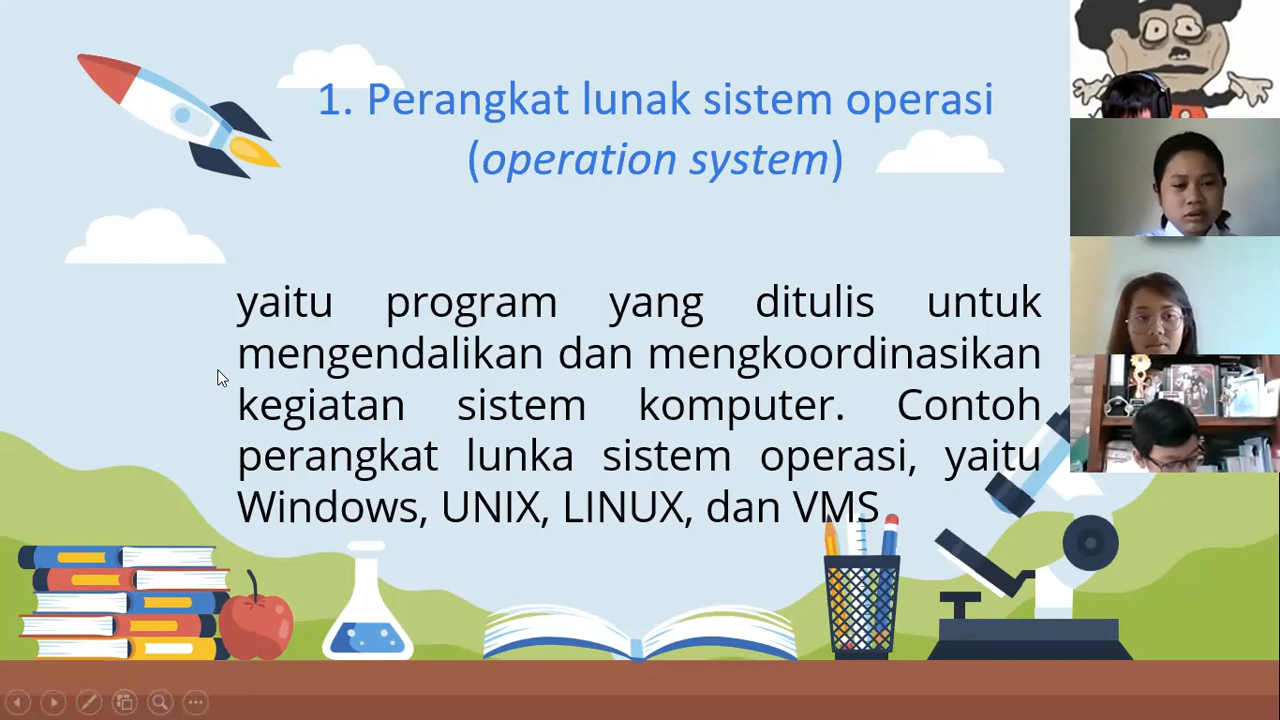 1. Perangkat lunak sistem operasi
(operation system)
yaitu program yang ditulis untuk
mengendalikan dan mengkoordinasikan
kegiatan sistem komputer. Contoh
perangkat lunka sistem operasi, yaitu
Windows, UNIX, LINUX, dan VMS